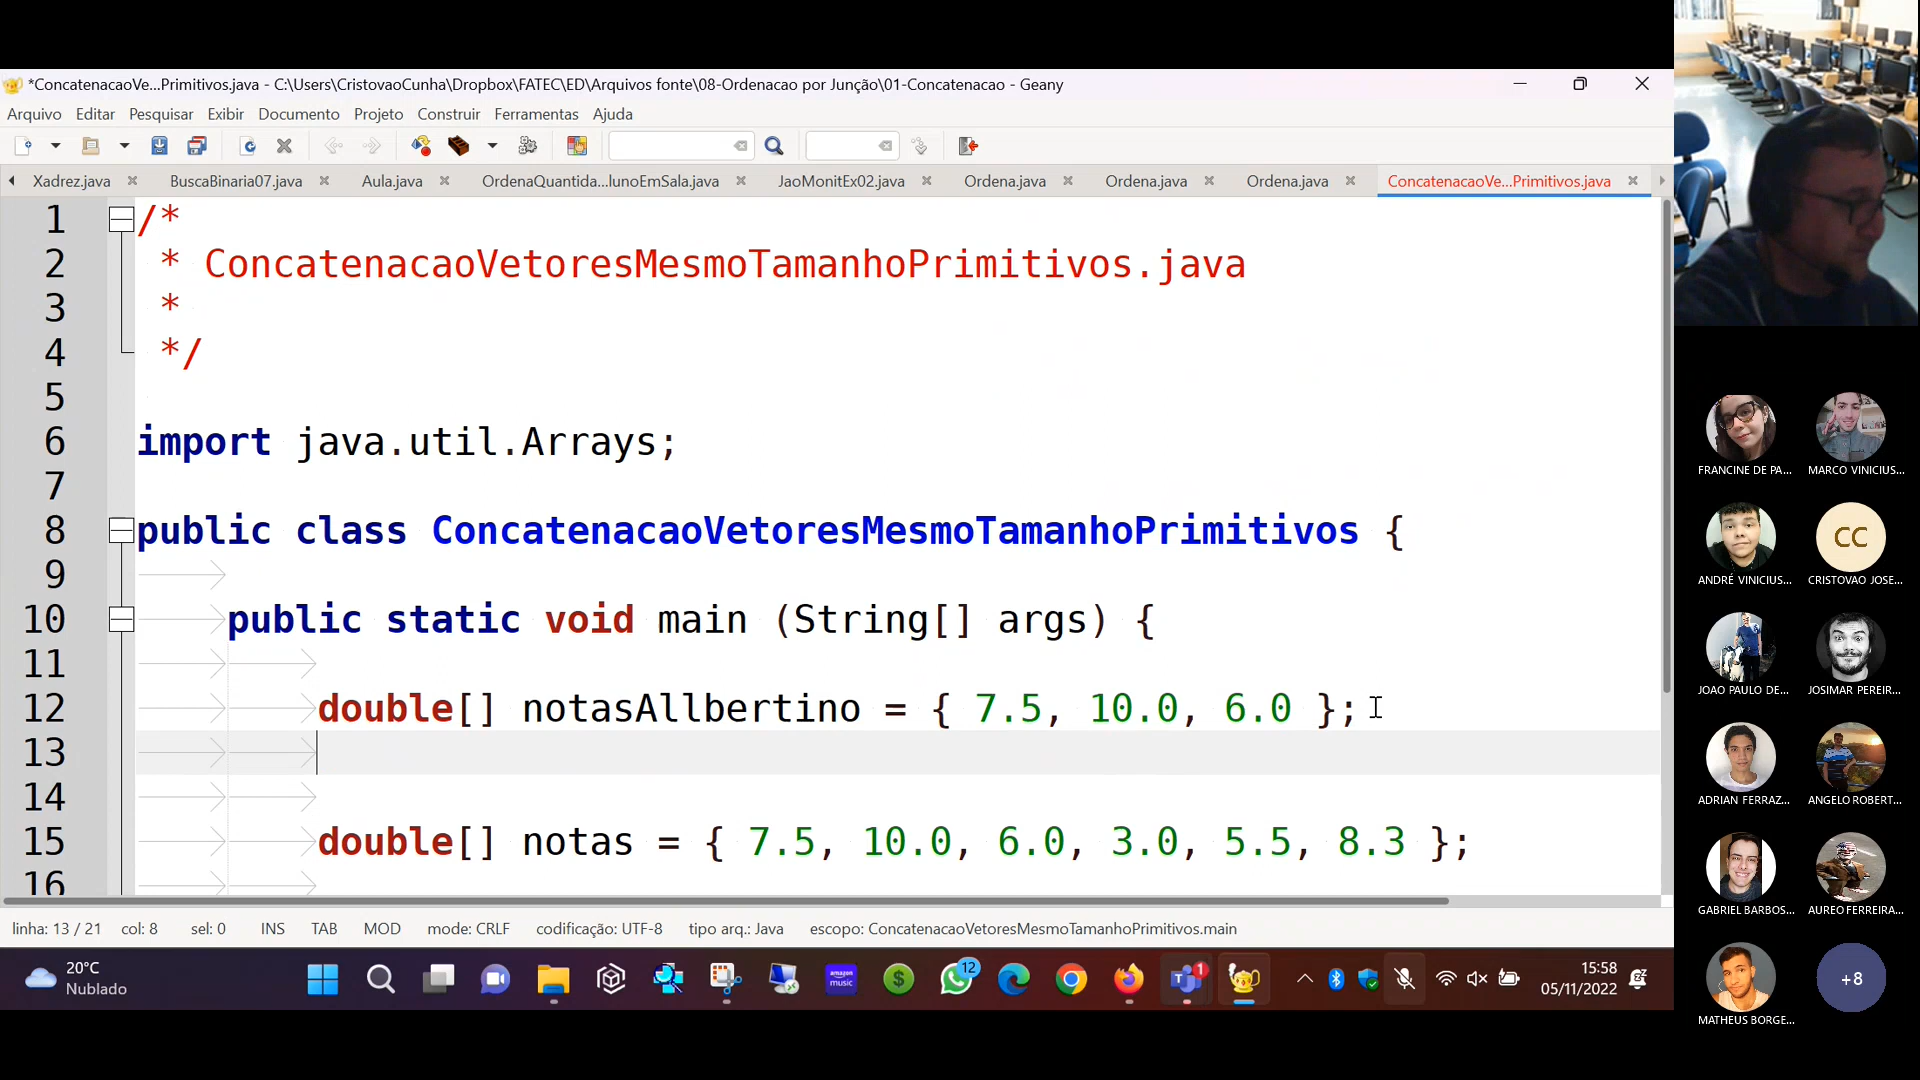 *ConcatenacaoVe...Primitivos.java - C:\Users\CristovaoCunha\Dropbox\FATEC\ED\Arquivos fonte\08-Ordenacao por Junção\01-Concatenacao - Geany
Arquivo Editar Pesquisar Exibir Documento Projeto Construir Ferramentas Ajuda
Xadrez.java BuscaBinaria07.java Aula.java OrdenaQuantida...lunoEmSala.java JaoMonitEx02.java Ordena.java Ordena.java Ordena.java ConcatenacaoVe...Primitivos.java
1 /*
2 * ConcatenacaoVetoresMesmoTamanhoPrimitivos.java
3 *
4 */
5
6 import java.util.Arrays;
7
8 public class ConcatenacaoVetoresMesmoTamanhoPrimitivos {
9
10 public static void main (String[] args) {
11
12 double[] notasAllbertino = { 7.5, 10.0, 6.0 };
13
14
15 double[] notas = { 7.5, 10.0, 6.0, 3.0, 5.5, 8.3 };
16
linha: 13 / 21 col: 8 sel: 0 INS TAB MOD mode: CRLF codificação: UTF-8 tipo arq.: Java escopo: ConcatenacaoVetoresMesmoTamanhoPrimitivos.main
20°C
Nublado
amazon
music
12
1
15:58
05/11/2022
FRANCINE DE PA... MARCO VINICIUS...
CC
ANDRÉ VINICIUS... CRISTOVAO JOSE...
JOAO PAULO DE... JOSIMAR PEREIR...
ADRIAN FERRAZ... ANGELO ROBERT...
GABRIEL BARBOS... AUREO FERREIRA...
+8
MATHEUS BORGE...